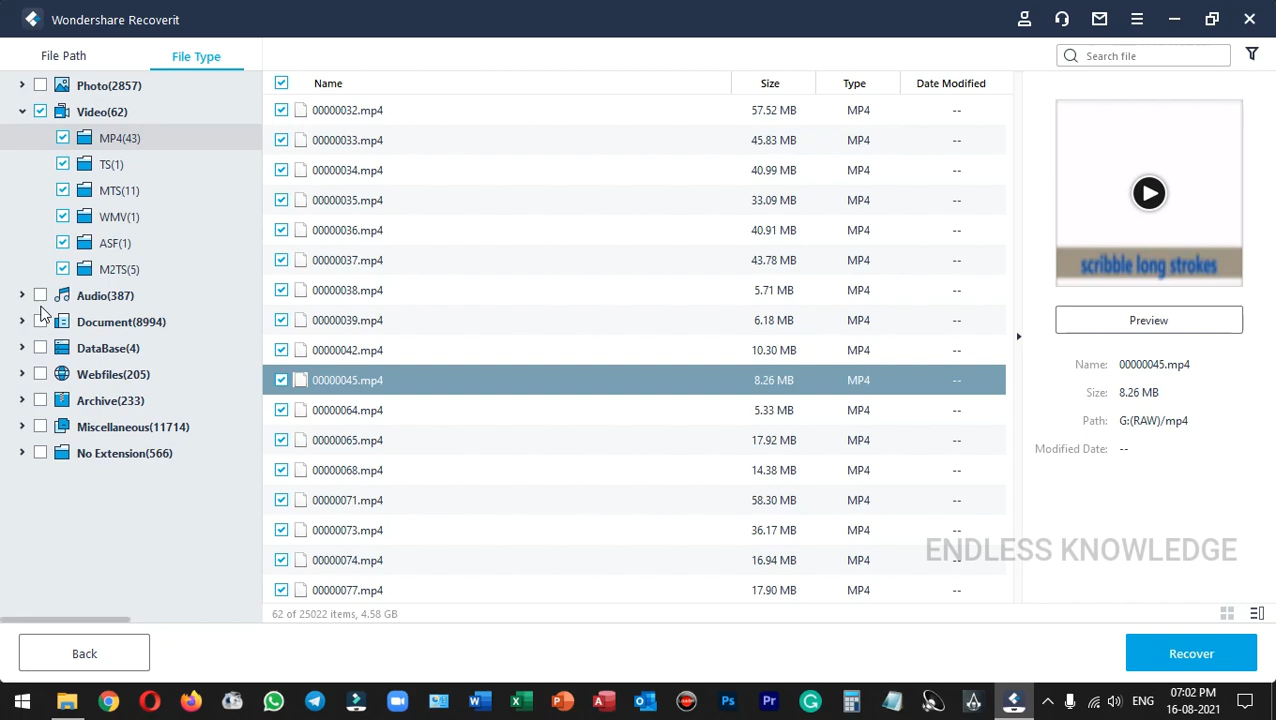 Wondershare Recoverit
File Path
File Type
Search file
Photo(2857)
Video(62)
MP4(43)
TS(1)
MTS(11)
WMV(1)
ASF(1)
M2TS(5)
Audio(387)
Document(8994)
DataBase(4)
Webfiles(205)
Archive(233)
Miscellaneous(11714)
No Extension(566)
Name Size Type Date Modified
00000032.mp4 57.52 MB MP4 --
00000033.mp4 45.83 MB MP4 --
00000034.mp4 40.99 MB MP4 --
00000035.mp4 33.09 MB MP4 --
00000036.mp4 40.91 MB MP4 --
00000037.mp4 43.78 MB MP4 --
00000038.mp4 5.71 MB MP4 --
00000039.mp4 6.18 MB MP4 --
00000042.mp4 10.30 MB MP4 --
00000045.mp4 8.26 MB MP4 --
00000064.mp4 5.33 MB MP4 --
00000065.mp4 17.92 MB MP4 --
00000068.mp4 14.38 MB MP4 --
00000071.mp4 58.30 MB MP4 --
00000073.mp4 36.17 MB MP4 --
00000074.mp4 16.94 MB MP4 --
00000077.mp4 17.90 MB MP4 --
62 of 25022 items, 4.58 GB
scribble long strokes
Preview
Name: 00000045.mp4
Size: 8.26 MB
Path: G:(RAW)/mp4
Modified Date: --
ENDLESS KNOWLEDGE
Back
Recover
W
X
P
A
Ps
Pr
G
ENG
07:02 PM
16-08-2021